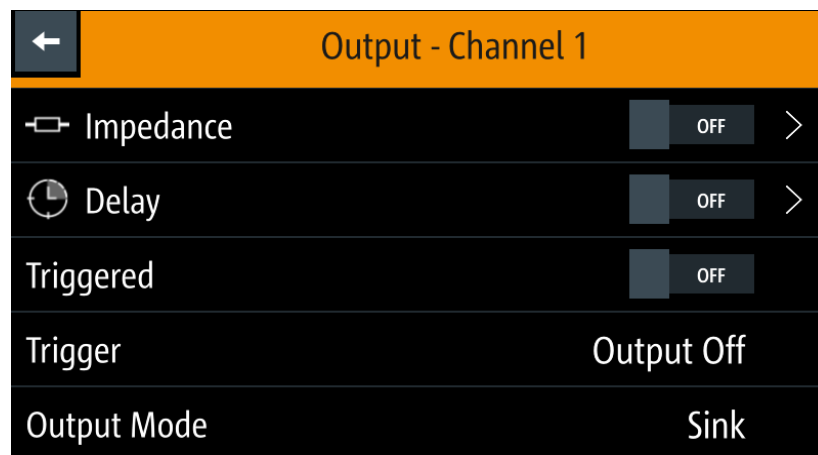 Output - Channel 1
Impedance OFF
Delay OFF
Triggered OFF
Trigger Output Off
Output Mode Sink